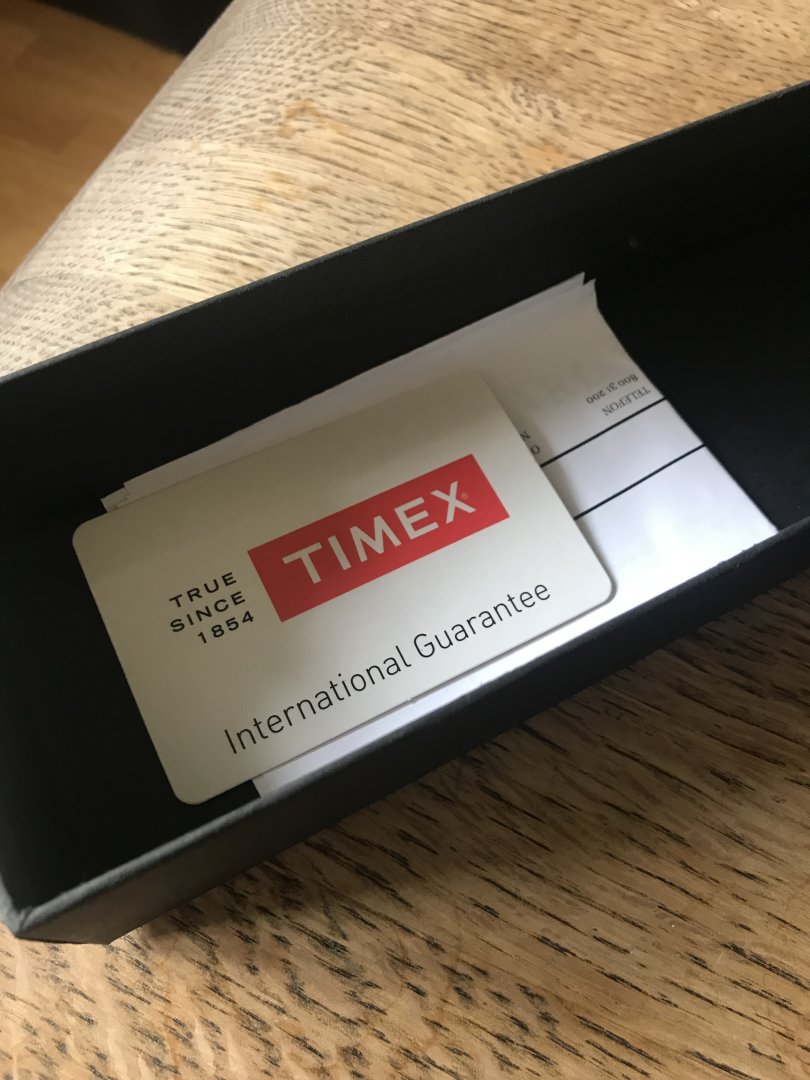 TRUE
SINCE
1854
TIMEX
International Guarantee
TELEFON
800 31 200